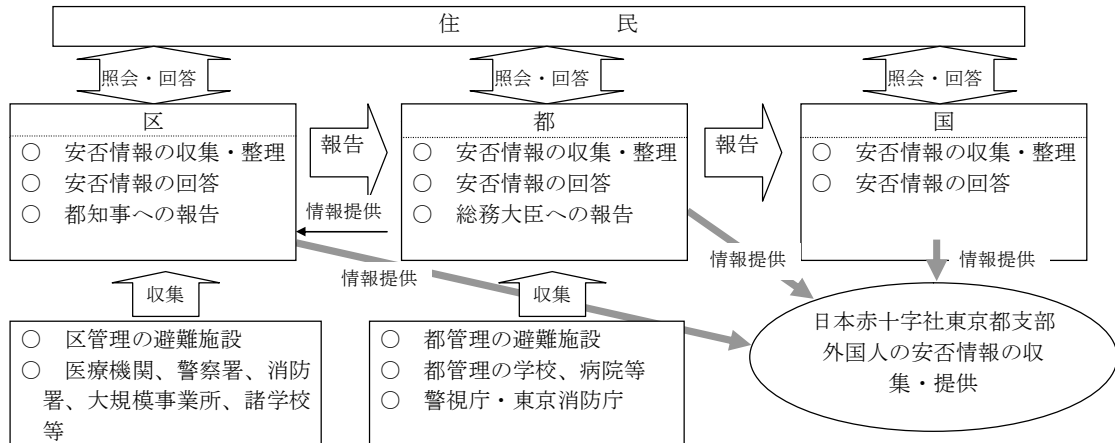 住　　　　　民
照会・回答
照会・回答
照会・回答
区
○　安否情報の収集・整理
○　安否情報の回答
○　都知事への報告
報告
情報提供
都
○　安否情報の収集・整理
○　安否情報の回答
○　総務大臣への報告
報告
国
○　安否情報の収集・整理
○　安否情報の回答
情報提供
情報提供
情報提供
収集
収集
○　区管理の避難施設
○　医療機関、警察署、消防
署、大規模事業所、諸学校
等
○　都管理の避難施設
○　都管理の学校、病院等
○　警視庁・東京消防庁
日本赤十字社東京都支部
外国人の安否情報の収
集・提供